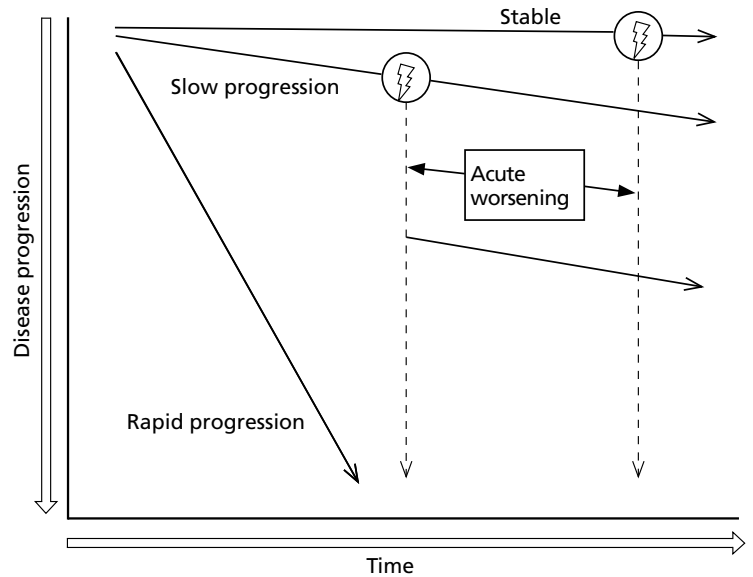 Stable
Slow progression
Acute
worsening
Disease progression
Rapid progression
Time